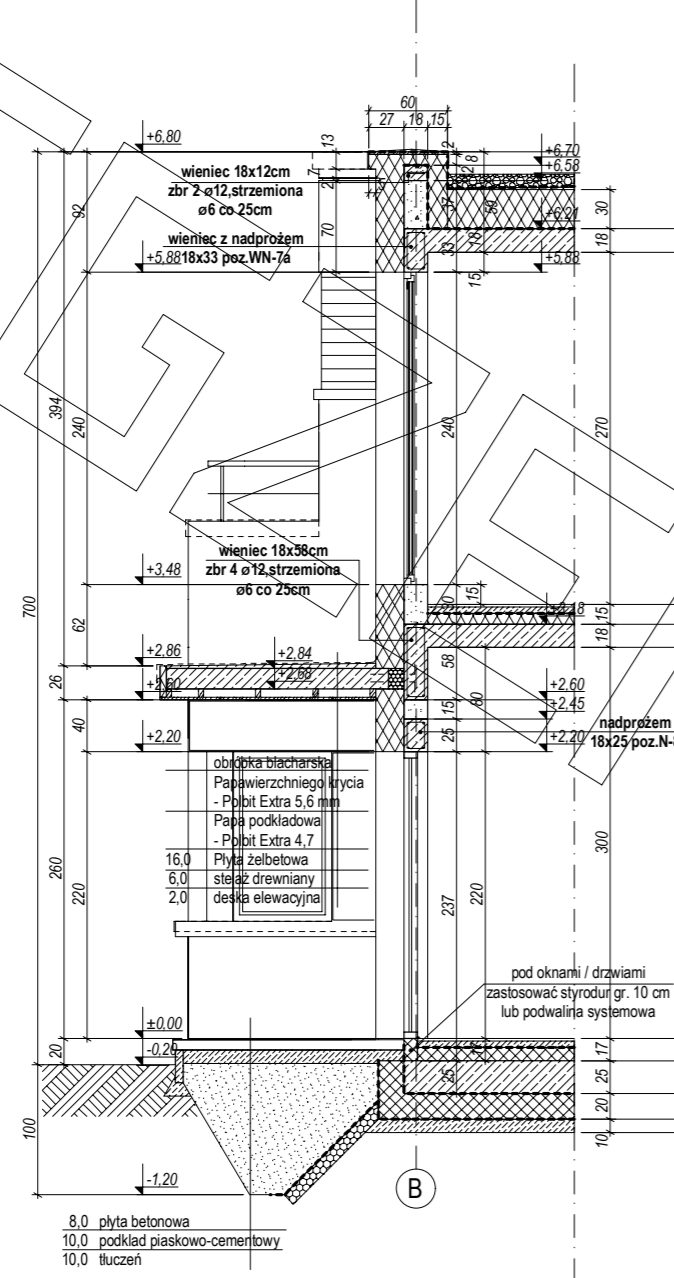 60
27 18 15
+6,80
13
2
8
+6,70
+6,58
wieniec 18x12cm
zbr 2 ø12,strzemiona
ø6 co 25cm
7
2
92
70
37
59
+6,21
30
wieniec z nadprożem
18x33 poz.WN-7a
+5,88
33
18
18
+5,88
15
394
240
240
270
700
wieniec 18x58cm
zbr 4 ø12,strzemiona
ø6 co 25cm
+3,48
15
62
15
18
+2,86
+2,84
58
26
+2,68
+2,60
80
+2,60
40
15
+2,45
25
+2,20
+2,20
nadprożem
18x25 poz.N-
obróbka blacharska
Papawierzchniego krycia
- Polbit Extra 5,6 mm
Papa podkładowa
- Polbit Extra 4,7
16,0 Płyta żelbetowa
6,0 stelaż drewniany
2,0 deska elewacyjna
260
220
237
220
300
pod oknami / drzwiami
zastosować styrodur gr. 10 cm
lub podwalina systemowa
±0,00
20
-0,20
17
17
25
25
20
100
10
-1,20
B
8,0 płyta betonowa
10,0 podkład piaskowo-cementowy
10,0 tłuczeń